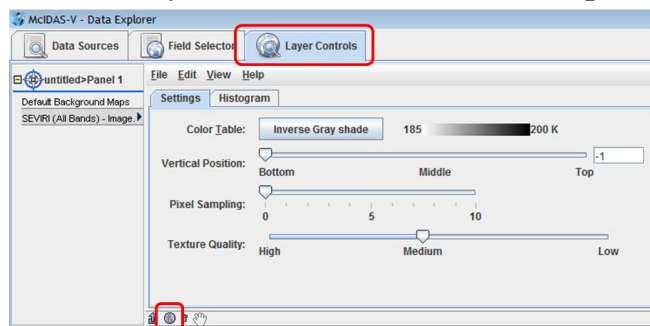 McIDAS-V - Data Explorer
Data Sources Field Selector Layer Controls
untitled>Panel 1
File Edit View Help
Default Background Maps
Settings Histogram
SEVIRI (All Bands) - Image.
Color Table: Inverse Gray shade 185 200 K
Vertical Position: -1
Bottom Middle Top
Pixel Sampling:
0 5 10
Texture Quality:
High Medium Low